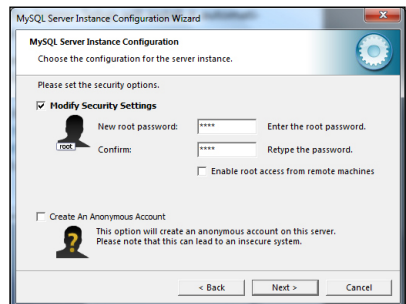 MySQL Server Instance Configuration Wizard
MySQL Server Instance Configuration
Choose the configuration for the server instance.
Please set the security options.
Modify Security Settings
New root password: **** Enter the root password.
root
Confirm: **** Retype the password.
Enable root access from remote machines
Create An Anonymous Account
This option will create an anonymous account on this server.
Please note that this can lead to an insecure system.
< Back Next > Cancel